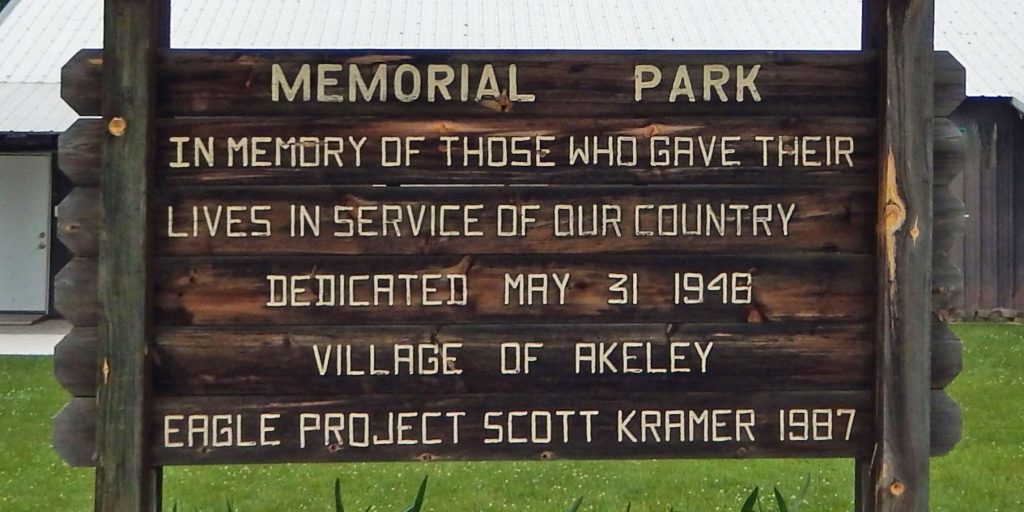 MEMORIAL PARK
IN MEMORY OF THOSE WHO GAVE THEIR
LIVES IN SERVICE OF OUR COUNTRY
DEDICATED MAY 31 1948
VILLAGE OF AKELEY
EAGLE PROJECT SCOTT KRAMER 1987